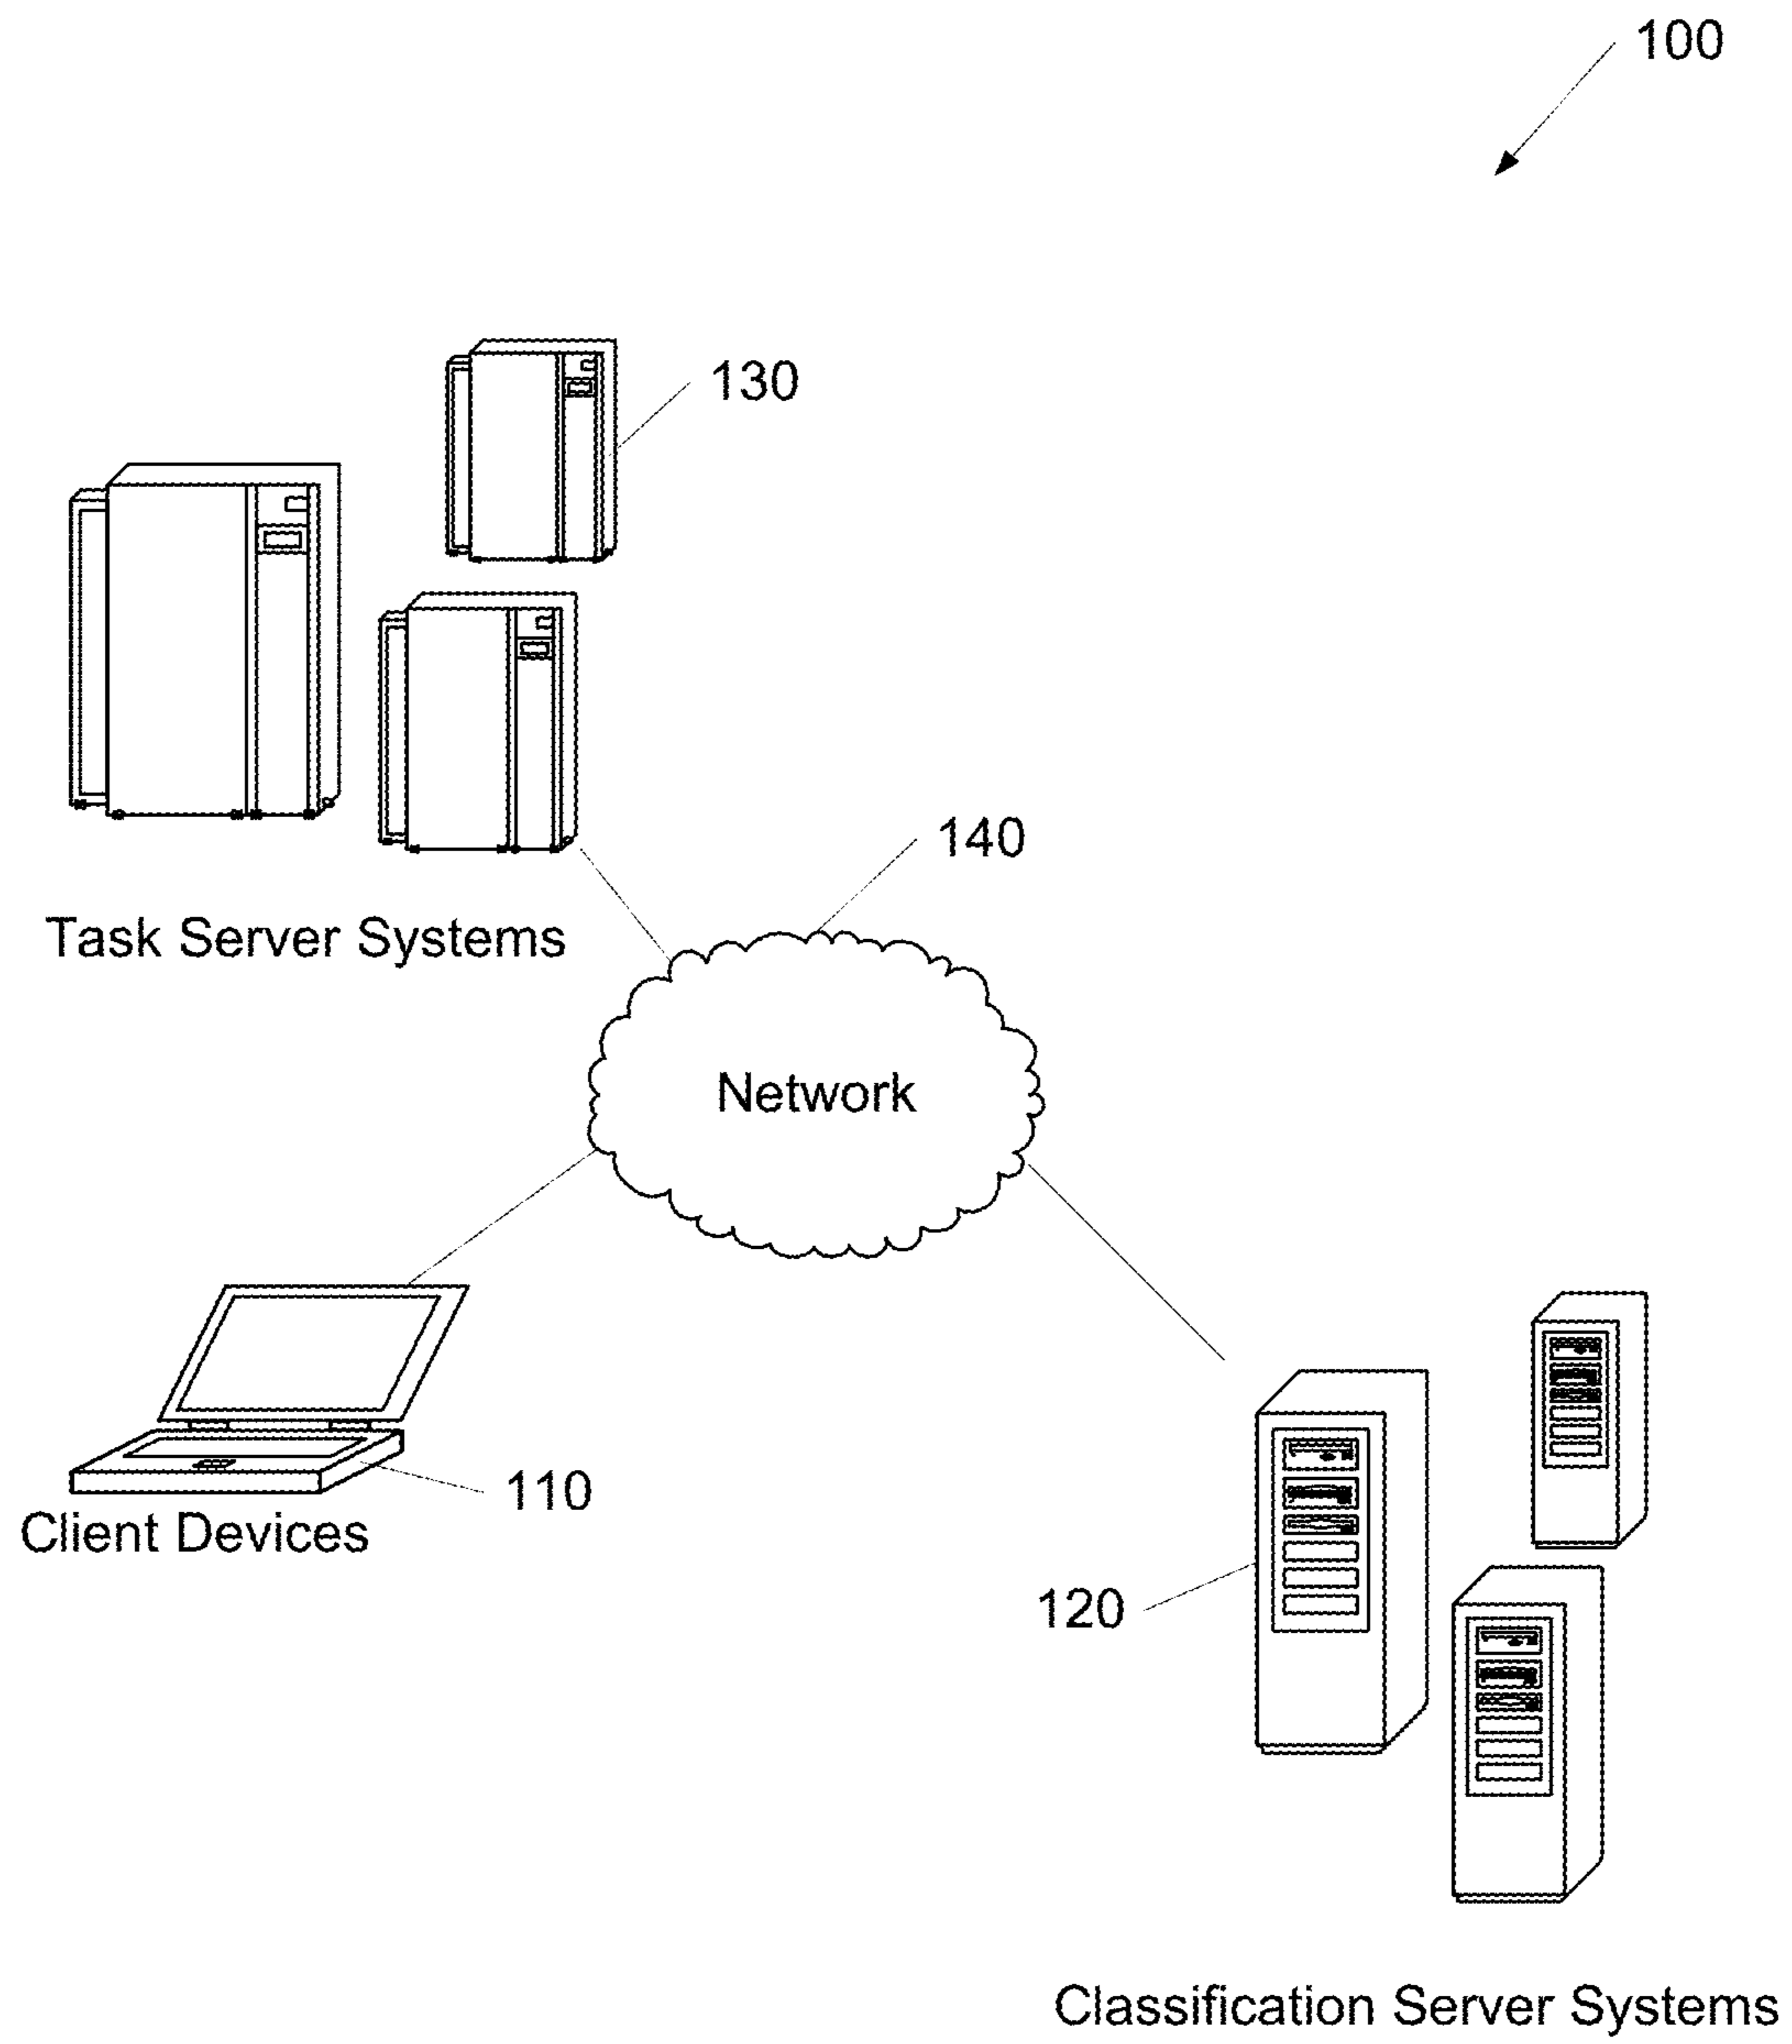 100
130
140
Task Server Systems
Network
110
Client Devices
120
Classification Server Systems